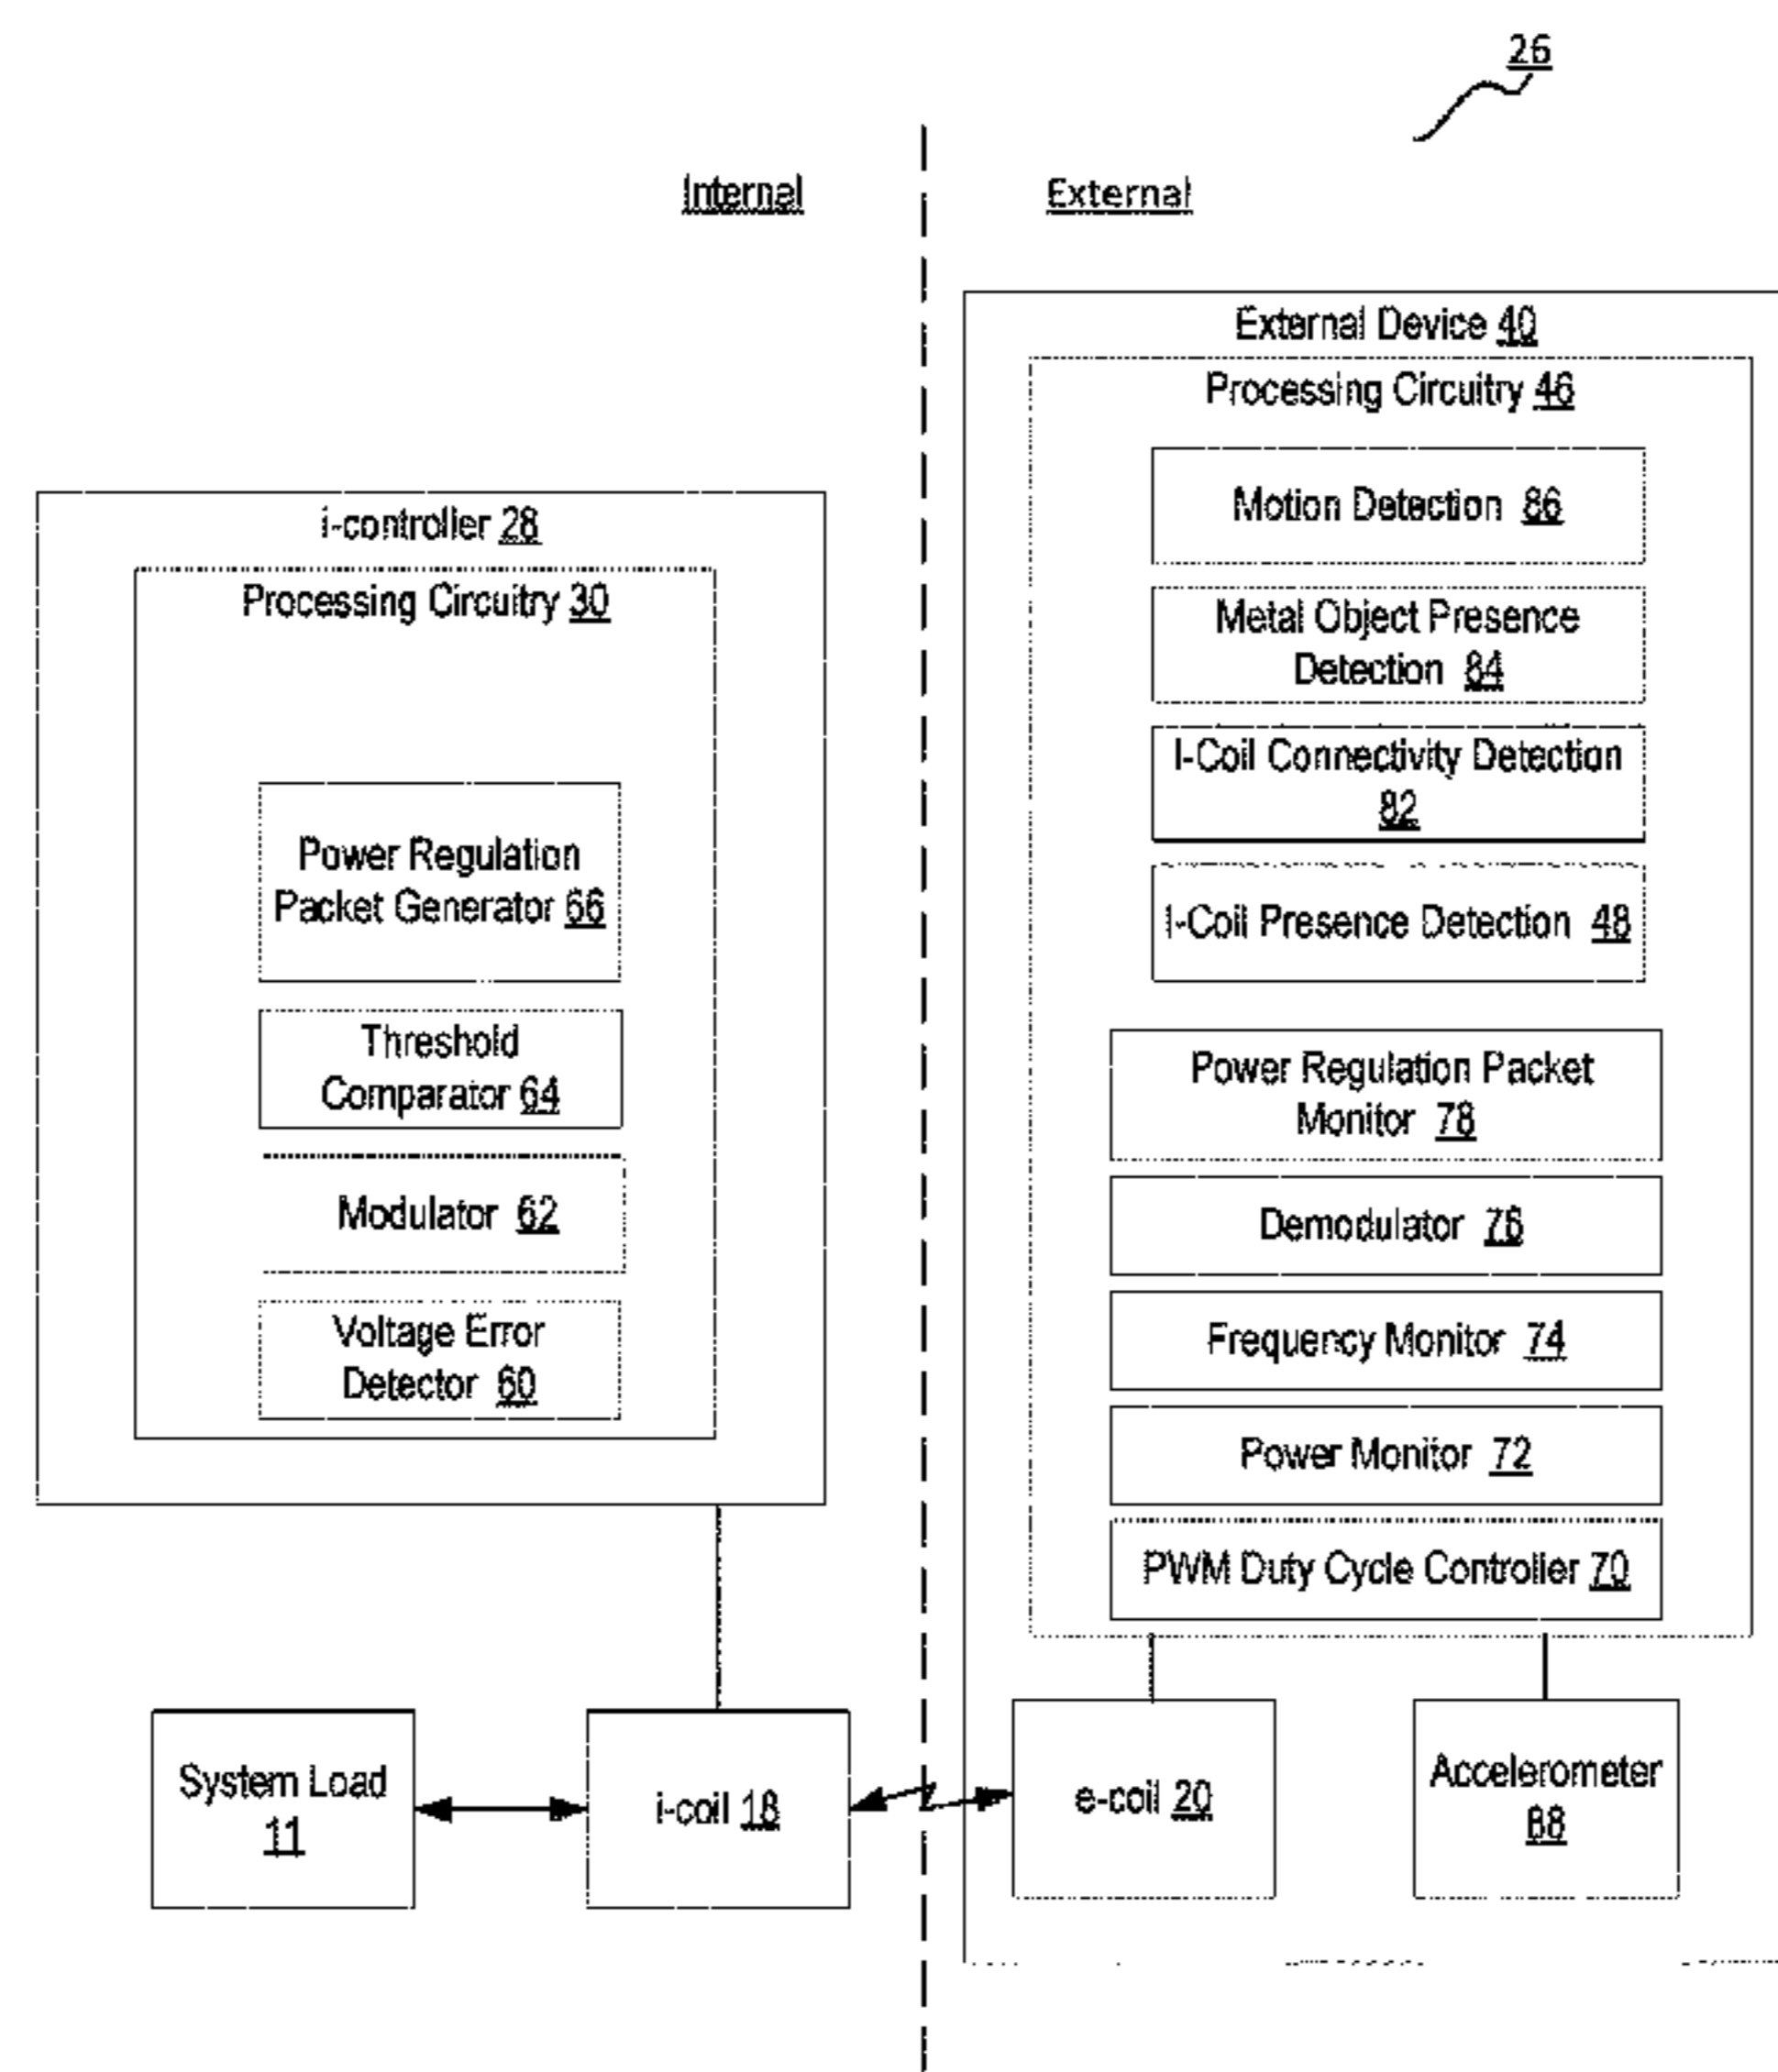 26
Internal
External
External Device 40
Processing Circuitry 46
Motion Detection 86
Metal Object Presence
Detection 84
I-Coil Connectivity Detection
82
I-Coil Presence Detection 48
Power Regulation Packet
Monitor 78
Demodulator 76
Frequency Monitor 74
Power Monitor 72
PWM Duty Cycle Controller 70
i-controller 28
Processing Circuitry 30
Power Regulation
Packet Generator 66
Threshold
Comparator 64
Modulator 62
Voltage Error
Detector 60
System Load
11
i-coil 18
e-coil 20
Accelerometer
88